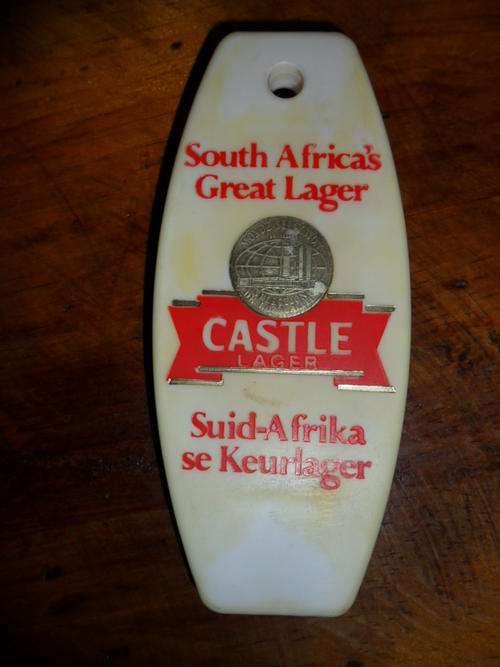 South Africa's
Great Lager
CASTLE
LAGER
Suid-Afrika
se Keurlager